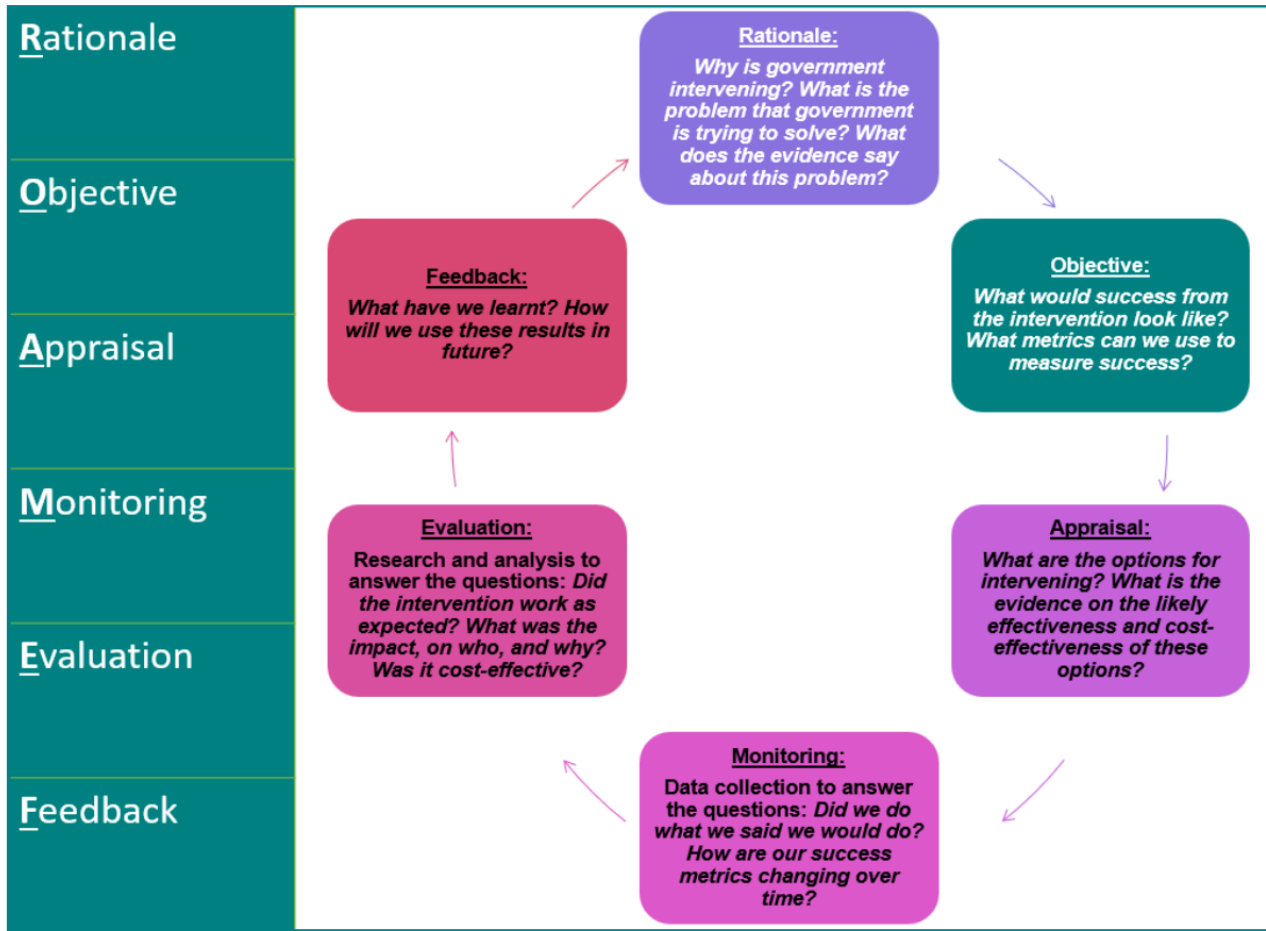 Rationale
Objective
Appraisal
Monitoring
Evaluation
Feedback
Rationale:
Why is government
intervening? What is the
problem that government
is trying to solve? What
does the evidence say
about this problem?
Objective:
What would success from
the intervention look like?
What metrics can we use to
measure success?
Appraisal:
What are the options for
intervening? What is the
evidence on the likely
effectiveness and cost-
effectiveness of these
options?
Monitoring:
Data collection to answer
the questions: Did we do
what we said we would do?
How are our success
metrics changing over
time?
Evaluation:
Research and analysis to
answer the questions: Did
the intervention work as
expected? What was the
impact, on who, and why?
Was it cost-effective?
Feedback:
What have we learnt? How
will we use these results in
future?